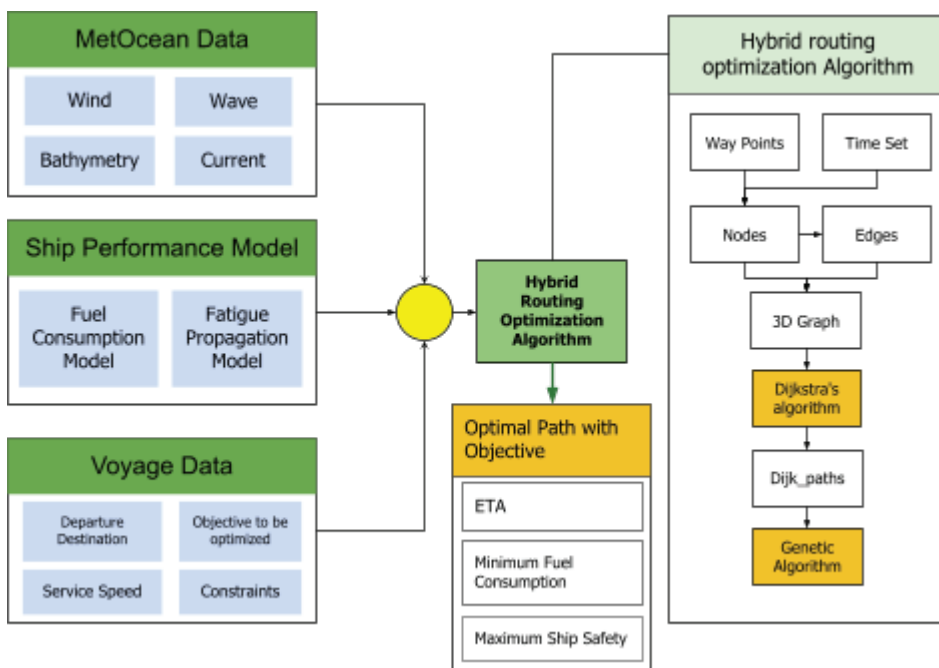 MetOcean Data
Wind
Wave
Bathymetry
Current
Ship Performance Model
Fuel
Consumption
Model
Fatigue
Propagation
Model
Voyage Data
Departure
Destination
Objective to be
optimized
Service Speed
Constraints
Hybrid
Routing
Optimization
Algorithm
Optimal Path with
Objective
ETA
Minimum Fuel
Consumption
Maximum Ship Safety
Hybrid routing
optimization Algorithm
Way Points
Time Set
Nodes
Edges
3D Graph
Dijkstra's
algorithm
Dijk_paths
Genetic
Algorithm